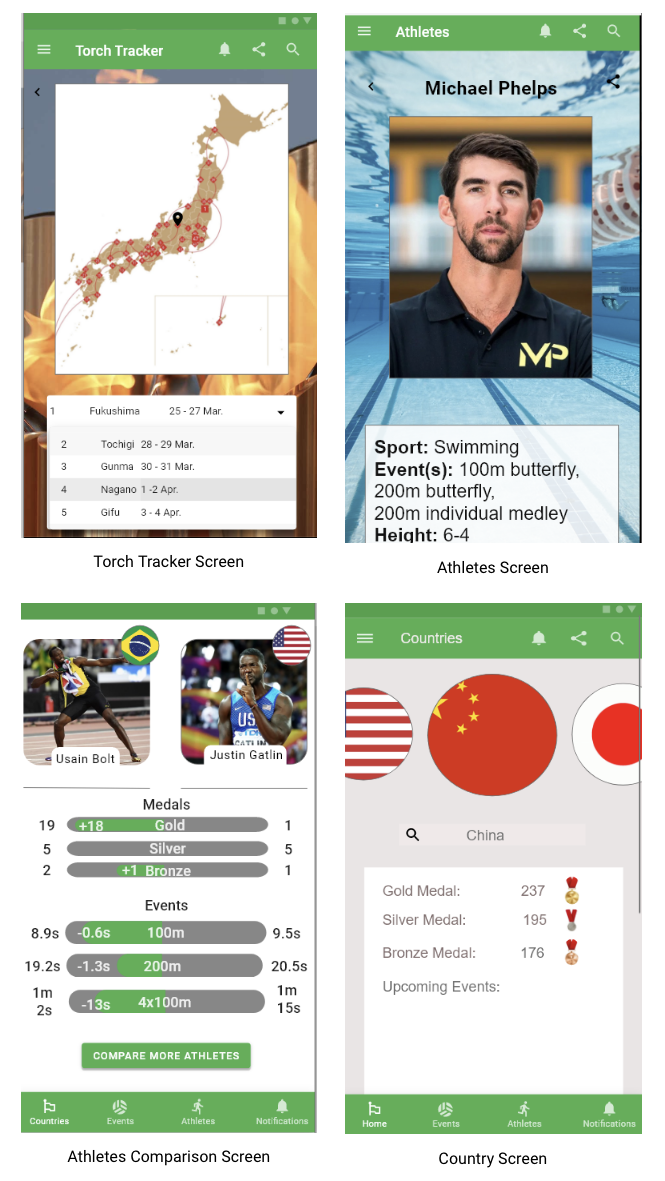 Torch Tracker
1 Fukushima 25 - 27 Mar.
2 Tochigi 28 - 29 Mar.
3 Gunma 30 - 31 Mar.
4 Nagano 1 -2 Apr.
5 Gifu 3 - 4 Apr.
Torch Tracker Screen
Athletes
Michael Phelps
MP
Sport: Swimming
Event(s): 100m butterfly,
200m butterfly,
200m individual medley
Height: 6-4
Athletes Screen
US
GATLIN
Usain Bolt
Justin Gatlin
Medals
19 +18 Gold 1
5 Silver 5
2 +1 Bronze 1
Events
8.9s -0.6s 100m 9.5s
19.2s -1.3s 200m 20.5s
1m 2s -13s 4x100m 1m 15s
COMPARE MORE ATHLETES
Countries Events Athletes Notifications
Athletes Comparison Screen
Countries
China
Gold Medal: 237
Silver Medal: 195
Bronze Medal: 176
Upcoming Events:
Home Events Athletes Notifications
Country Screen